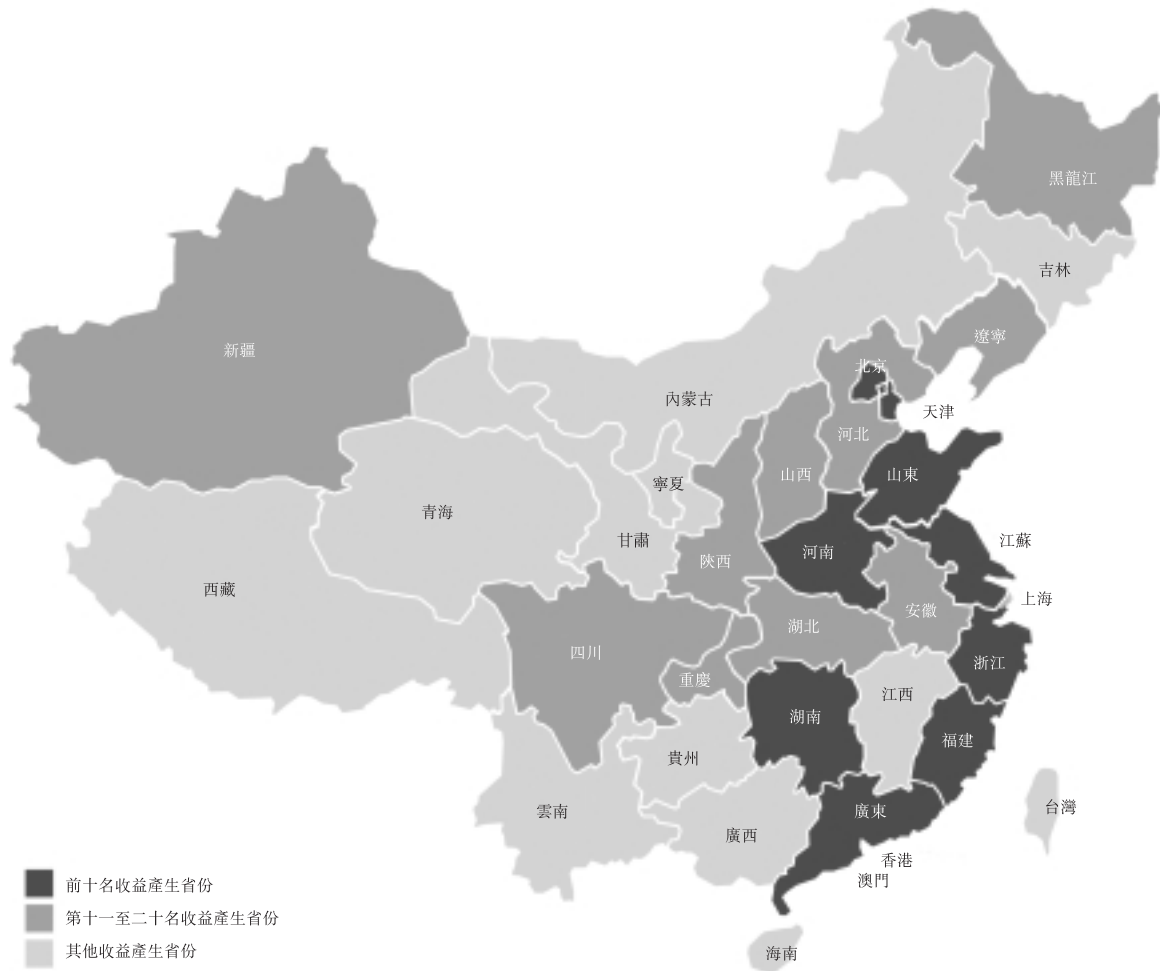 黑龍江
吉林
遼寧
新疆
北京
內蒙古
天津
河北
山西
山東
寧夏
青海
甘肅
江蘇
河南
陝西
西藏
上海
安徽
湖北
四川
浙江
重慶
江西
湖南
福建
貴州
台灣
雲南
廣東
廣西
香港
澳門
前十名收益產生省份
第十一至二十名收益產生省份
其他收益產生省份
海南